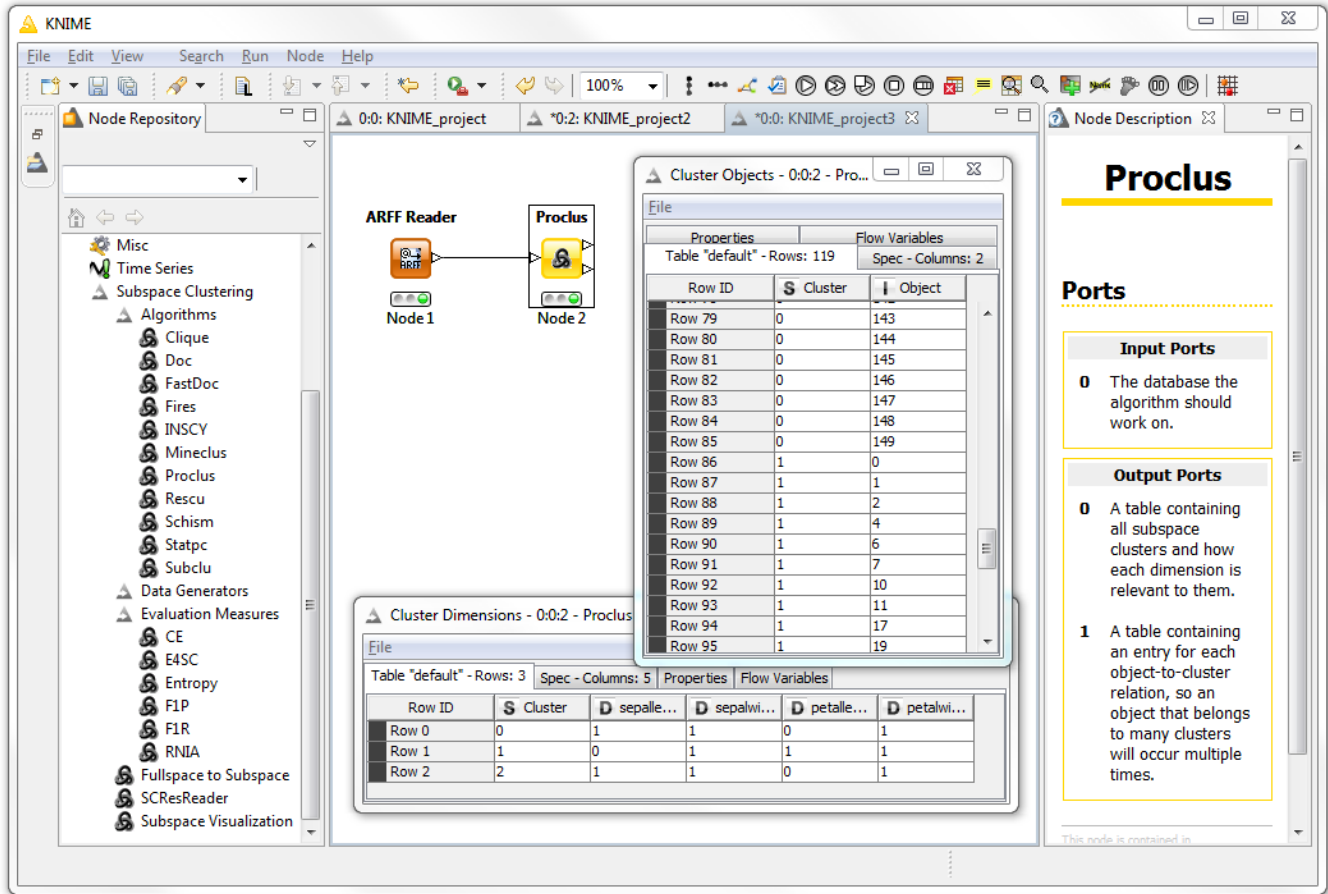 KNIME
File Edit View Search Run Node Help
100%
Node Repository
0:0: KNIME_project
*0:2: KNIME_project2
*0:0: KNIME_project3
Node Description
Misc
Time Series
Subspace Clustering
Algorithms
Clique
Doc
FastDoc
Fires
INSCY
Mineclus
Proclus
Rescu
Schism
Statpc
Subclu
Data Generators
Evaluation Measures
CE
E4SC
Entropy
F1P
F1R
RNIA
Fullspace to Subspace
SCResReader
Subspace Visualization
ARFF Reader
ARFF
Node 1
Proclus
Node 2
Cluster Objects - 0:0:2 - Pro...
File
Properties Flow Variables
Table "default" - Rows: 119 Spec - Columns: 2
Row ID S Cluster I Object
Row 79 0 143
Row 80 0 144
Row 81 0 145
Row 82 0 146
Row 83 0 147
Row 84 0 148
Row 85 0 149
Row 86 1 0
Row 87 1 1
Row 88 1 2
Row 89 1 4
Row 90 1 6
Row 91 1 7
Row 92 1 10
Row 93 1 11
Row 94 1 17
Row 95 1 19
Cluster Dimensions - 0:0:2 - Proclus
File
Table "default" - Rows: 3 Spec - Columns: 5 Properties Flow Variables
Row ID S Cluster D sepalle... D sepalwi... D petalle... D petalwi...
Row 0 0 1 1 0 1
Row 1 1 0 1 1 1
Row 2 2 1 1 0 1
Proclus
Ports
Input Ports
0 The database the
algorithm should
work on.
Output Ports
0 A table containing
all subspace
clusters and how
each dimension is
relevant to them.
1 A table containing
an entry for each
object-to-cluster
relation, so an
object that belongs
to many clusters
will occur multiple
times.
This node is contained in